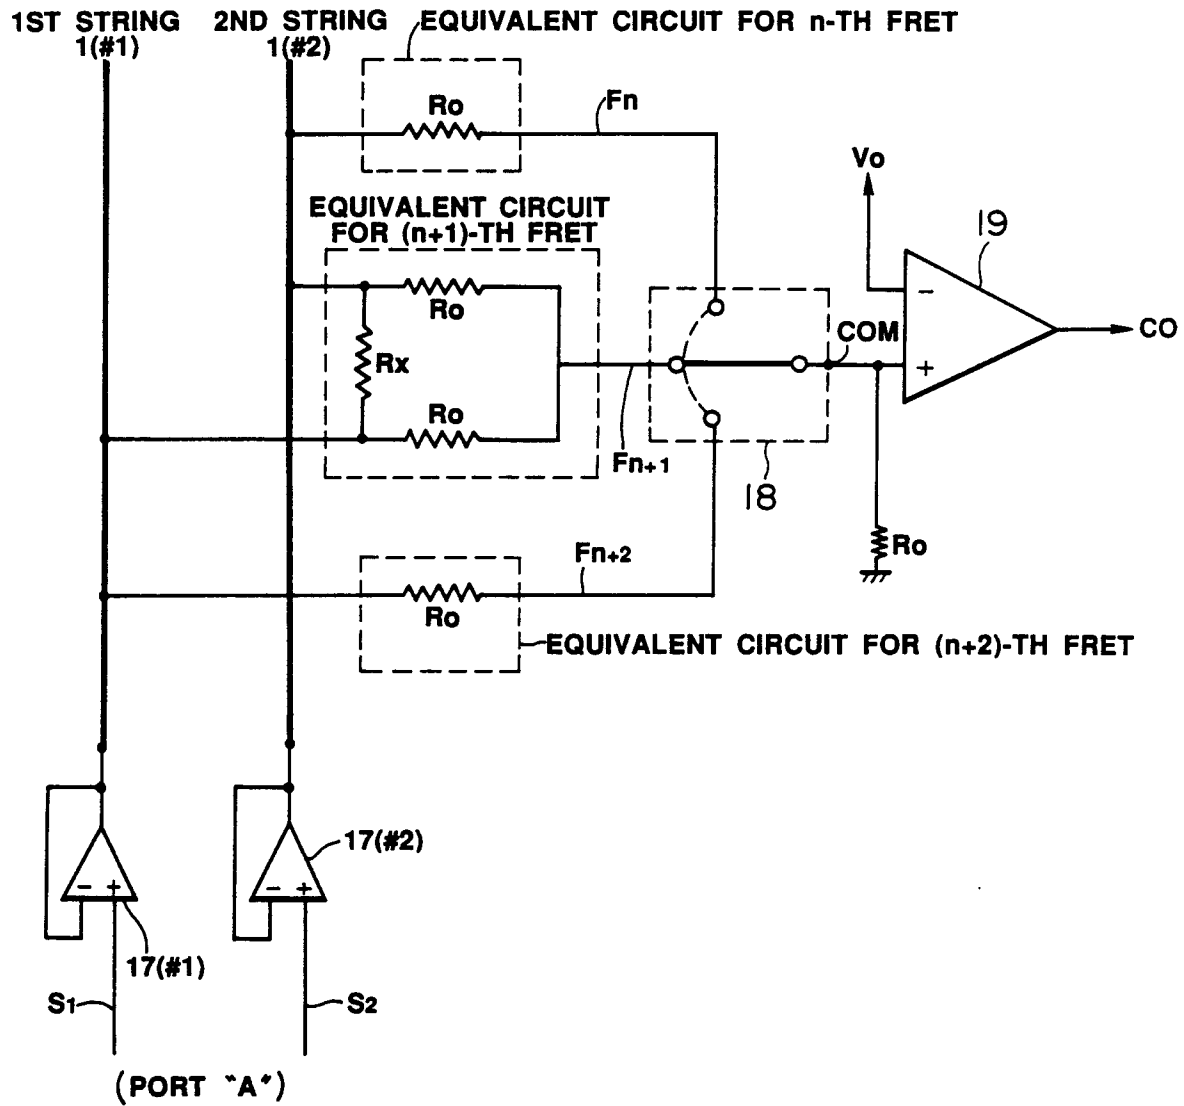 1ST STRING
1(#1)
2ND STRING
1(#2)
EQUIVALENT CIRCUIT FOR n-TH FRET
Ro
Fn
Vo
EQUIVALENT CIRCUIT
FOR (n+1)-TH FRET
19
Ro
−
COM
CO
Rx
+
Ro
Fn+1
18
Ro
Fn+2
Ro
EQUIVALENT CIRCUIT FOR (n+2)-TH FRET
17(#2)
− +
− +
17(#1)
S1
S2
(PORT "A")